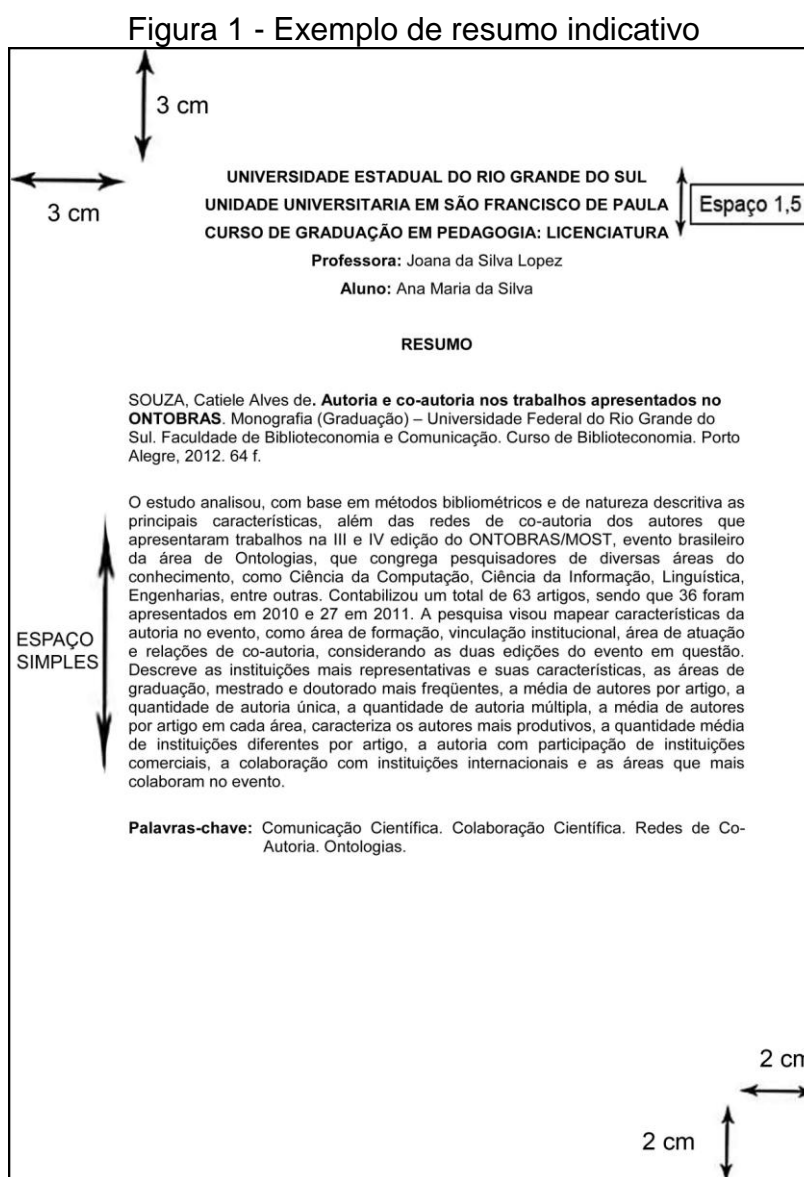 Figura 1 - Exemplo de resumo indicativo
3 cm
3 cm
UNIVERSIDADE ESTADUAL DO RIO GRANDE DO SUL
UNIDADE UNIVERSITARIA EM SÃO FRANCISCO DE PAULA
CURSO DE GRADUAÇÃO EM PEDAGOGIA: LICENCIATURA
Espaço 1,5
Professora: Joana da Silva Lopez
Aluno: Ana Maria da Silva
RESUMO
SOUZA, Catiele Alves de. Autoria e co-autoria nos trabalhos apresentados no
ONTOBRAS. Monografia (Graduação) – Universidade Federal do Rio Grande do
Sul. Faculdade de Biblioteconomia e Comunicação. Curso de Biblioteconomia. Porto
Alegre, 2012. 64 f.
O estudo analisou, com base em métodos bibliométricos e de natureza descritiva as
principais características, além das redes de co-autoria dos autores que
apresentaram trabalhos na III e IV edição do ONTOBRAS/MOST, evento brasileiro
da área de Ontologias, que congrega pesquisadores de diversas áreas do
conhecimento, como Ciência da Computação, Ciência da Informação, Linguística,
Engenharias, entre outras. Contabilizou um total de 63 artigos, sendo que 36 foram
apresentados em 2010 e 27 em 2011. A pesquisa visou mapear características da
autoria no evento, como área de formação, vinculação institucional, área de atuação
e relações de co-autoria, considerando as duas edições do evento em questão.
Descreve as instituições mais representativas e suas características, as áreas de
graduação, mestrado e doutorado mais freqüentes, a média de autores por artigo, a
quantidade de autoria única, a quantidade de autoria múltipla, a média de autores
por artigo em cada área, caracteriza os autores mais produtivos, a quantidade média
de instituições diferentes por artigo, a autoria com participação de instituições
comerciais, a colaboração com instituições internacionais e as áreas que mais
colaboram no evento.
ESPAÇO
SIMPLES
Palavras-chave: Comunicação Científica. Colaboração Científica. Redes de Co-
Autoria. Ontologias.
2 cm
2 cm